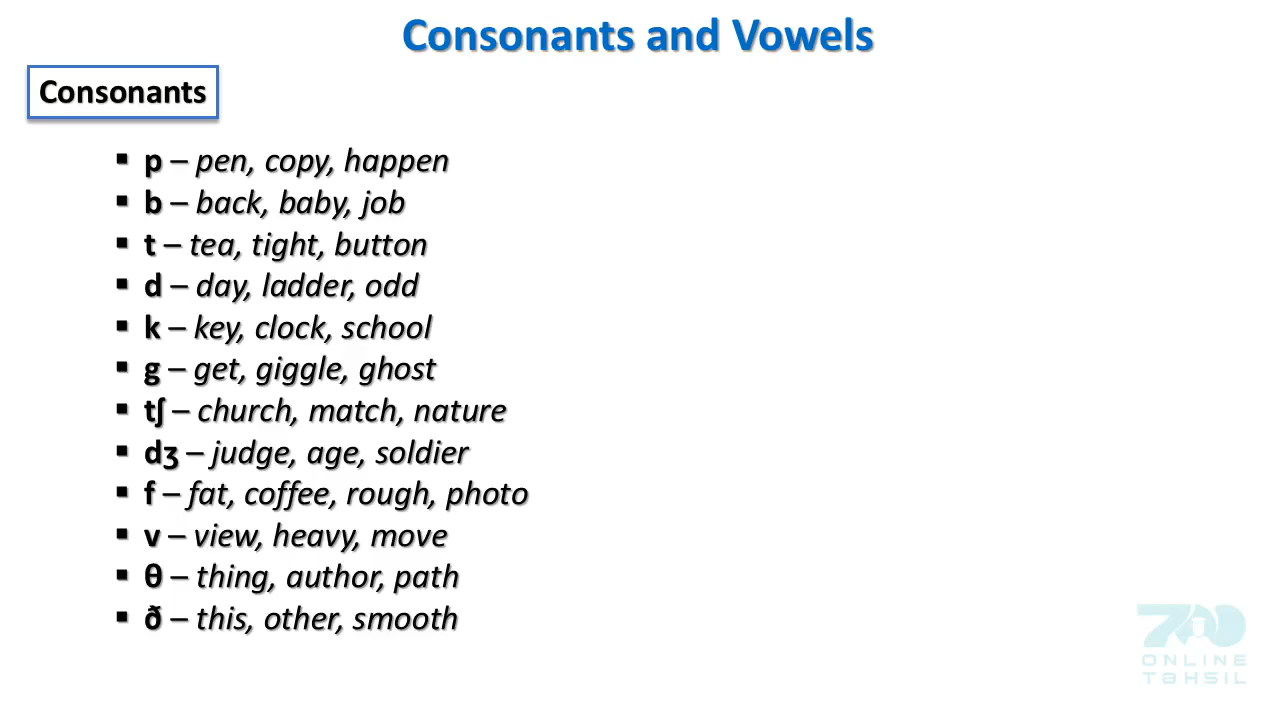 Consonants and Vowels
Consonants
▪ p – pen, copy, happen
▪ b – back, baby, job
▪ t – tea, tight, button
▪ d – day, ladder, odd
▪ k – key, clock, school
▪ g – get, giggle, ghost
▪ tʃ – church, match, nature
▪ dʒ – judge, age, soldier
▪ f – fat, coffee, rough, photo
▪ v – view, heavy, move
▪ θ – thing, author, path
▪ ð – this, other, smooth
700
ONLINE
TƏHSİL